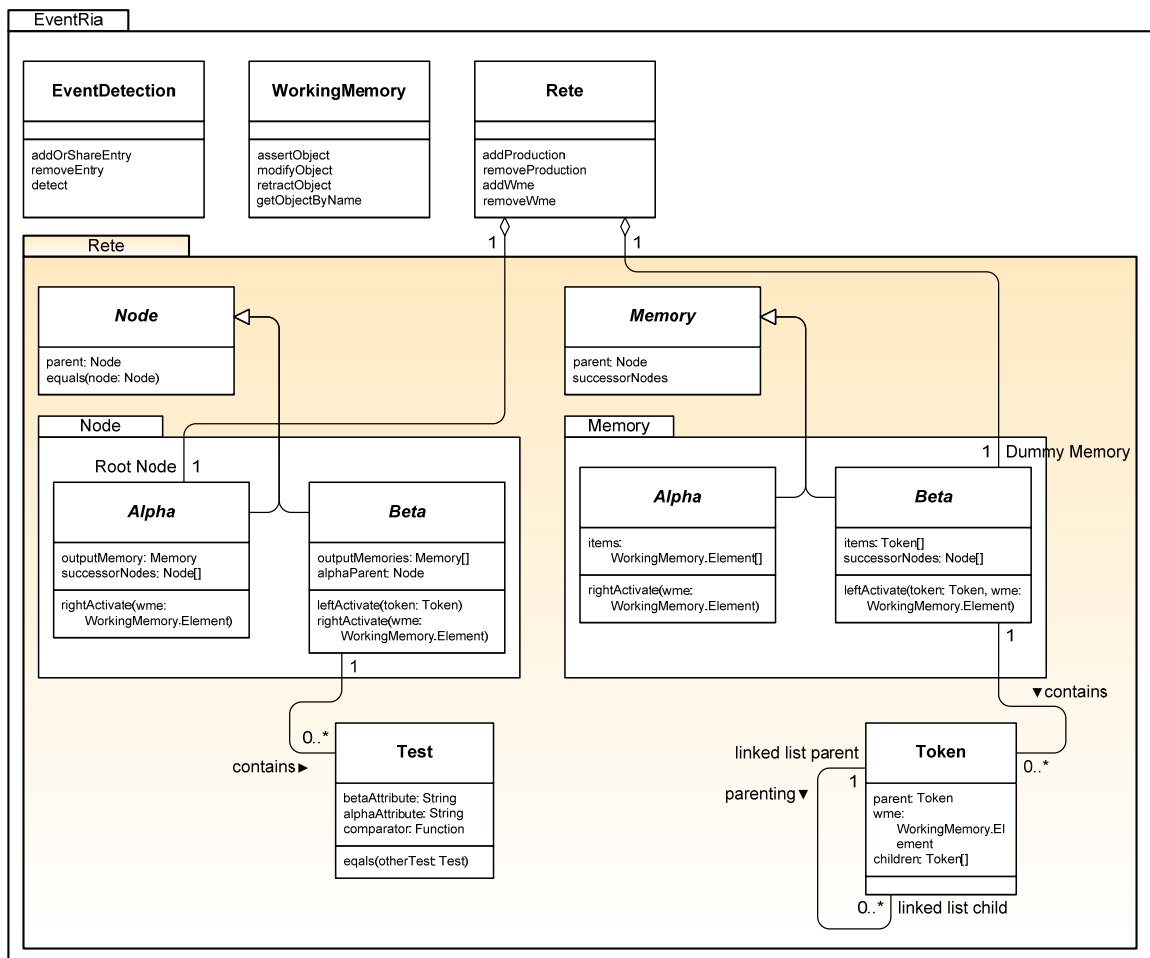 EventRia
EventDetection
addOrShareEntry
removeEntry
detect
WorkingMemory
assertObject
modifyObject
retractObject
getObjectByName
Rete
addProduction
removeProduction
addWme
removeWme
1
1
Rete
Node
parent: Node
equals(node: Node)
Memory
parent: Node
successorNodes
Node
Root Node
1
Alpha
outputMemory: Memory
successorNodes: Node[]
rightActivate(wme:
WorkingMemory.Element)
Beta
outputMemories: Memory[]
alphaParent: Node
leftActivate(token: Token)
rightActivate(wme:
WorkingMemory.Element)
1
Memory
1
Dummy Memory
Alpha
items:
WorkingMemory.Element[]
rightActivate(wme:
WorkingMemory.Element)
Beta
items: Token[]
successorNodes: Node[]
leftActivate(token: Token, wme:
WorkingMemory.Element)
1
▼contains
0..*
contains►
Test
betaAttribute: String
alphaAttribute: String
comparator: Function
eqals(otherTest: Test)
linked list parent
1
parenting▼
Token
0..*
parent: Token
wme:
WorkingMemory.El
ement
children: Token[]
0..*
linked list child